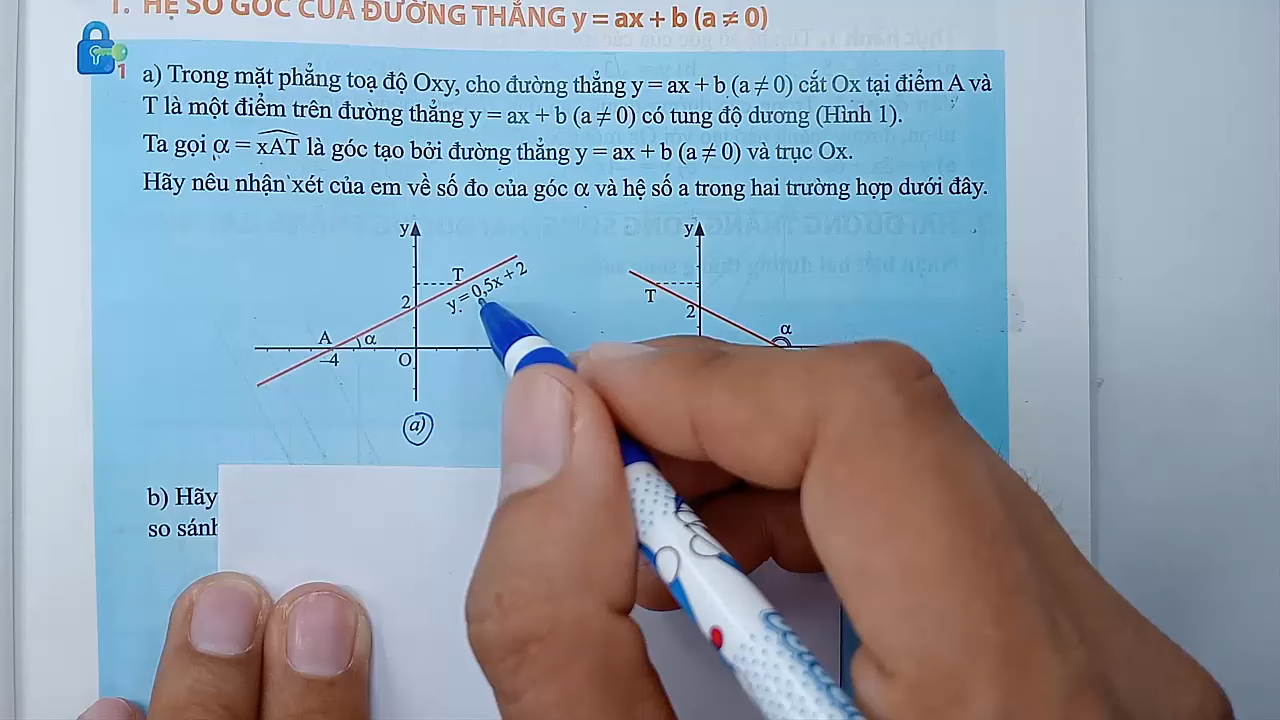 1. HỆ SỐ GÓC CỦA ĐƯỜNG THẲNG y = ax + b (a ≠ 0)
1
a) Trong mặt phẳng toạ độ Oxy, cho đường thẳng y = ax + b (a ≠ 0) cắt Ox tại điểm A và
T là một điểm trên đường thẳng y = ax + b (a ≠ 0) có tung độ dương (Hình 1).
Ta gọi α = xAT là góc tạo bởi đường thẳng y = ax + b (a ≠ 0) và trục Ox.
Hãy nêu nhận xét của em về số đo của góc α và hệ số a trong hai trường hợp dưới đây.
y
T
y = 0,5x + 2
2
A
α
–4
O
a)
y
T
2
α
b) Hãy
so sánh